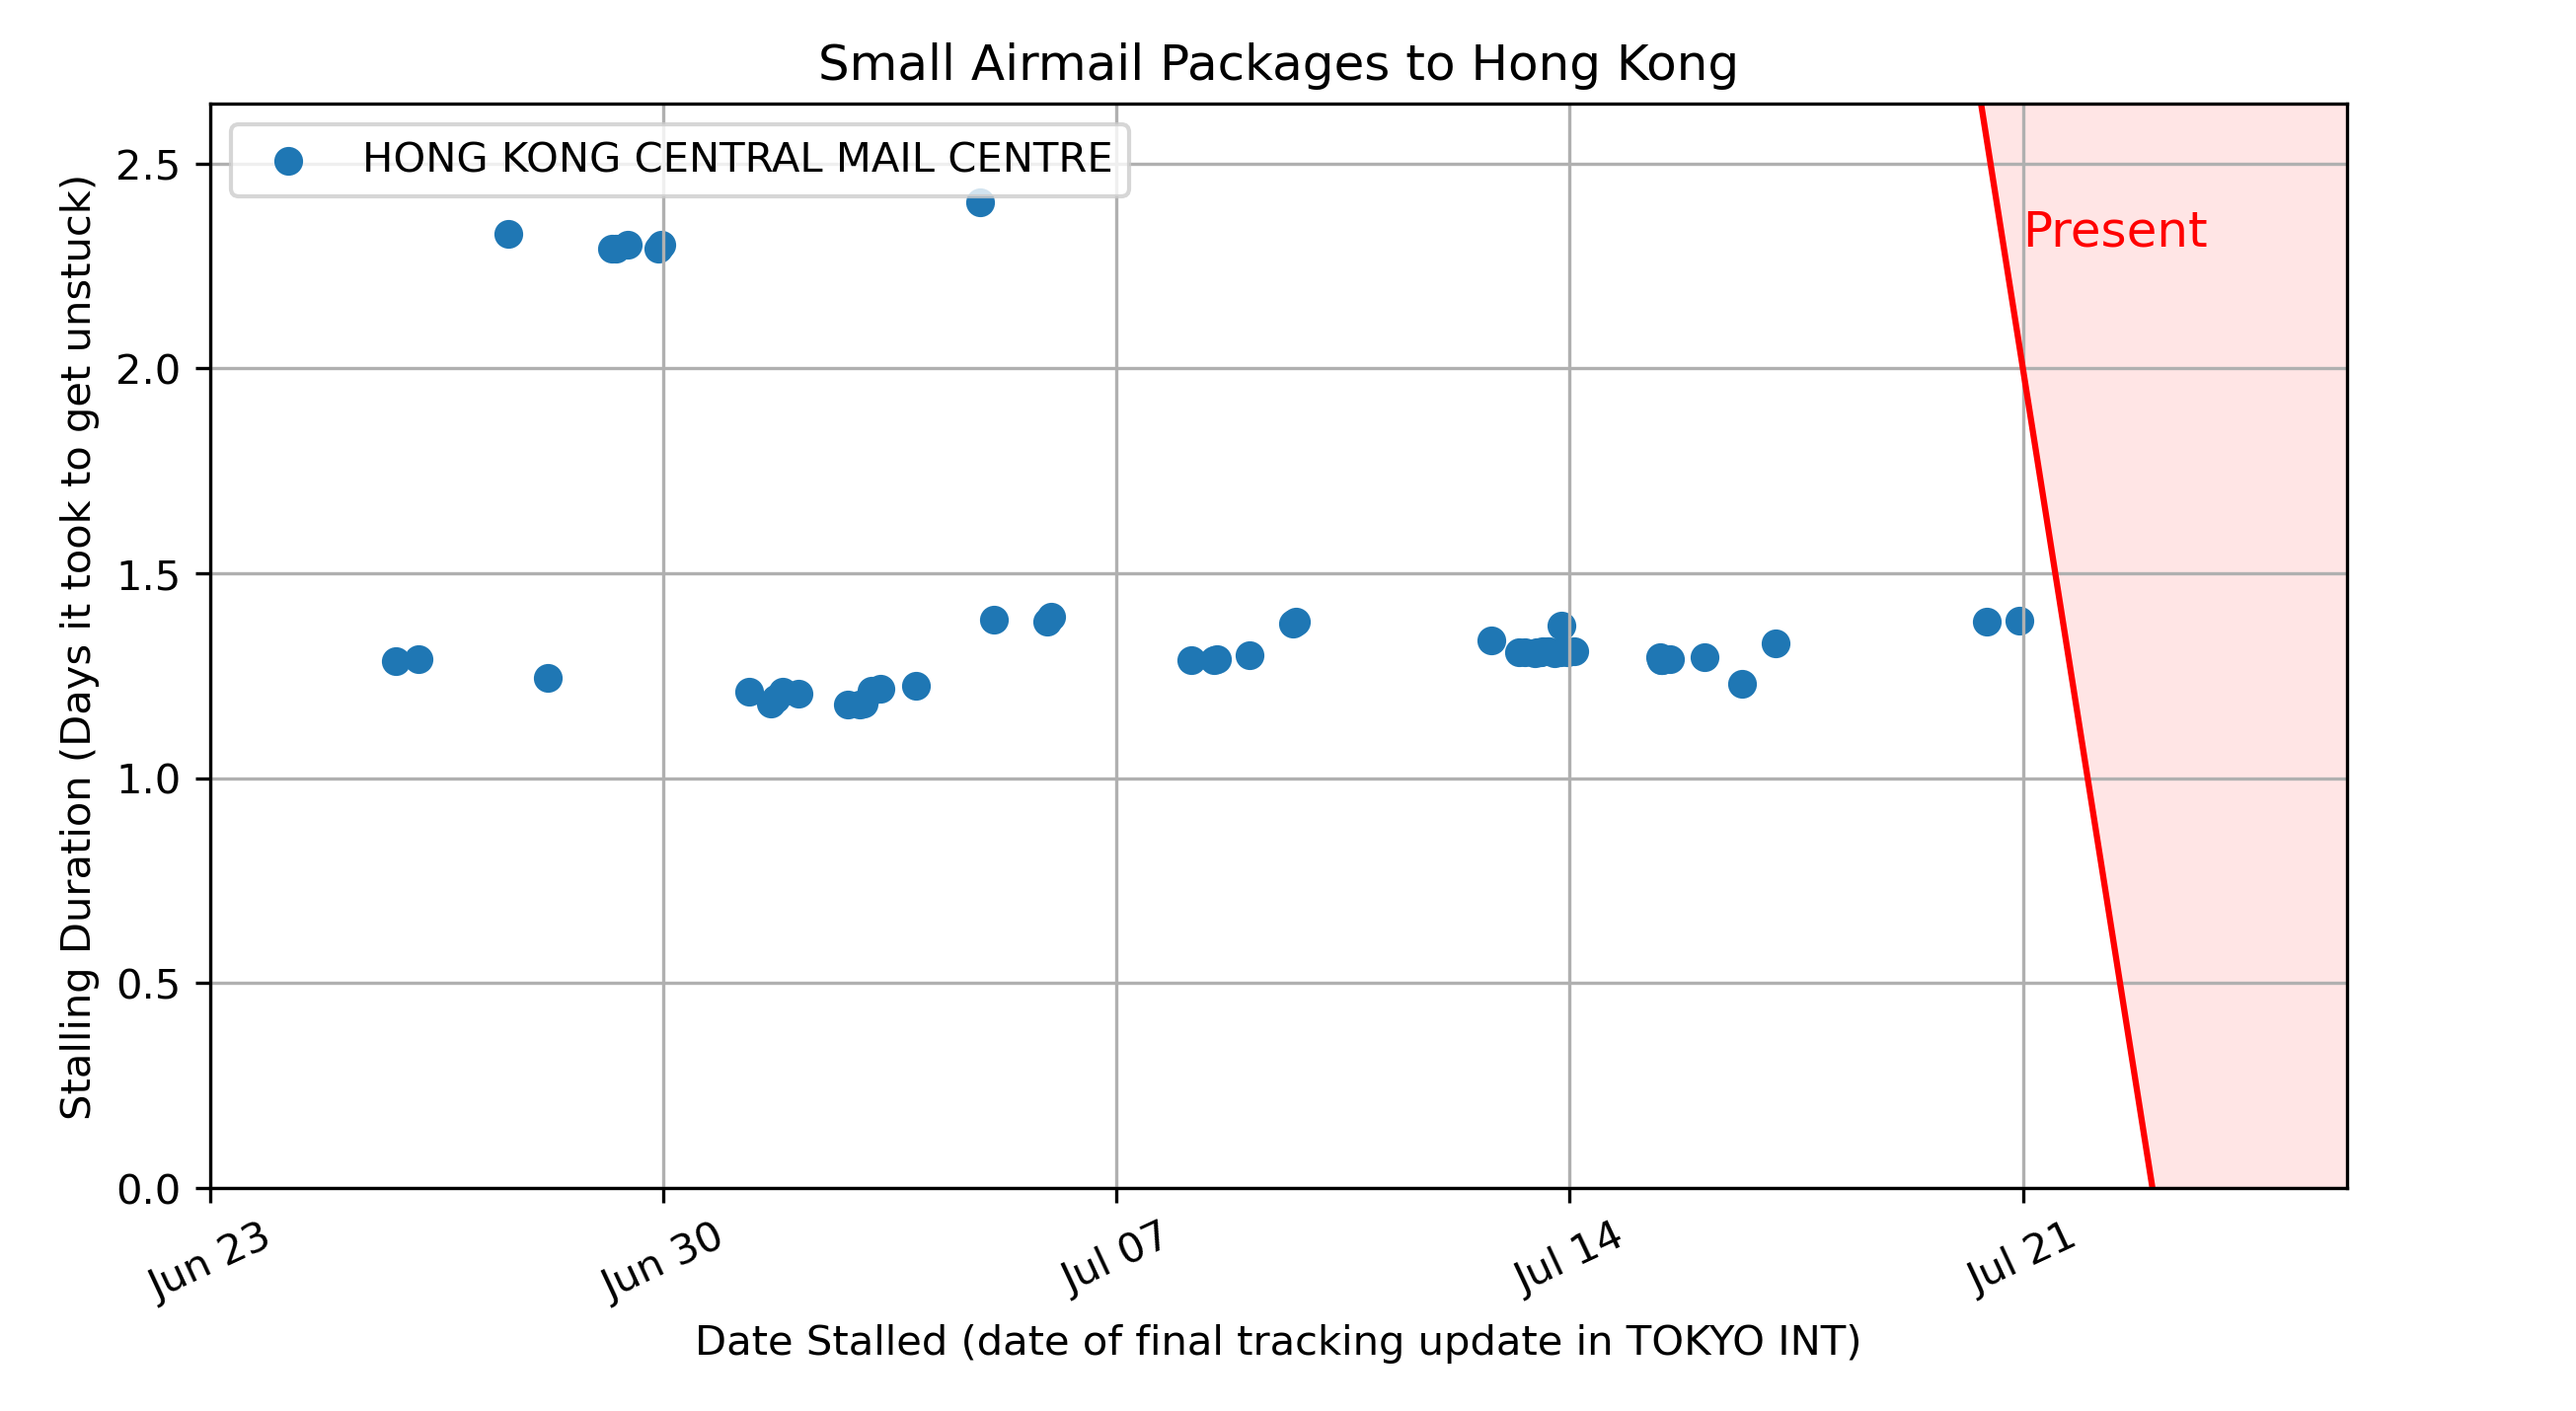 Small Airmail Packages to Hong Kong
HONG KONG CENTRAL MAIL CENTRE
Present
Stalling Duration (Days it took to get unstuck)
2.5
2.0
1.5
1.0
0.5
0.0
Jun 23
Jun 30
Jul 07
Jul 14
Jul 21
Date Stalled (date of final tracking update in TOKYO INT)